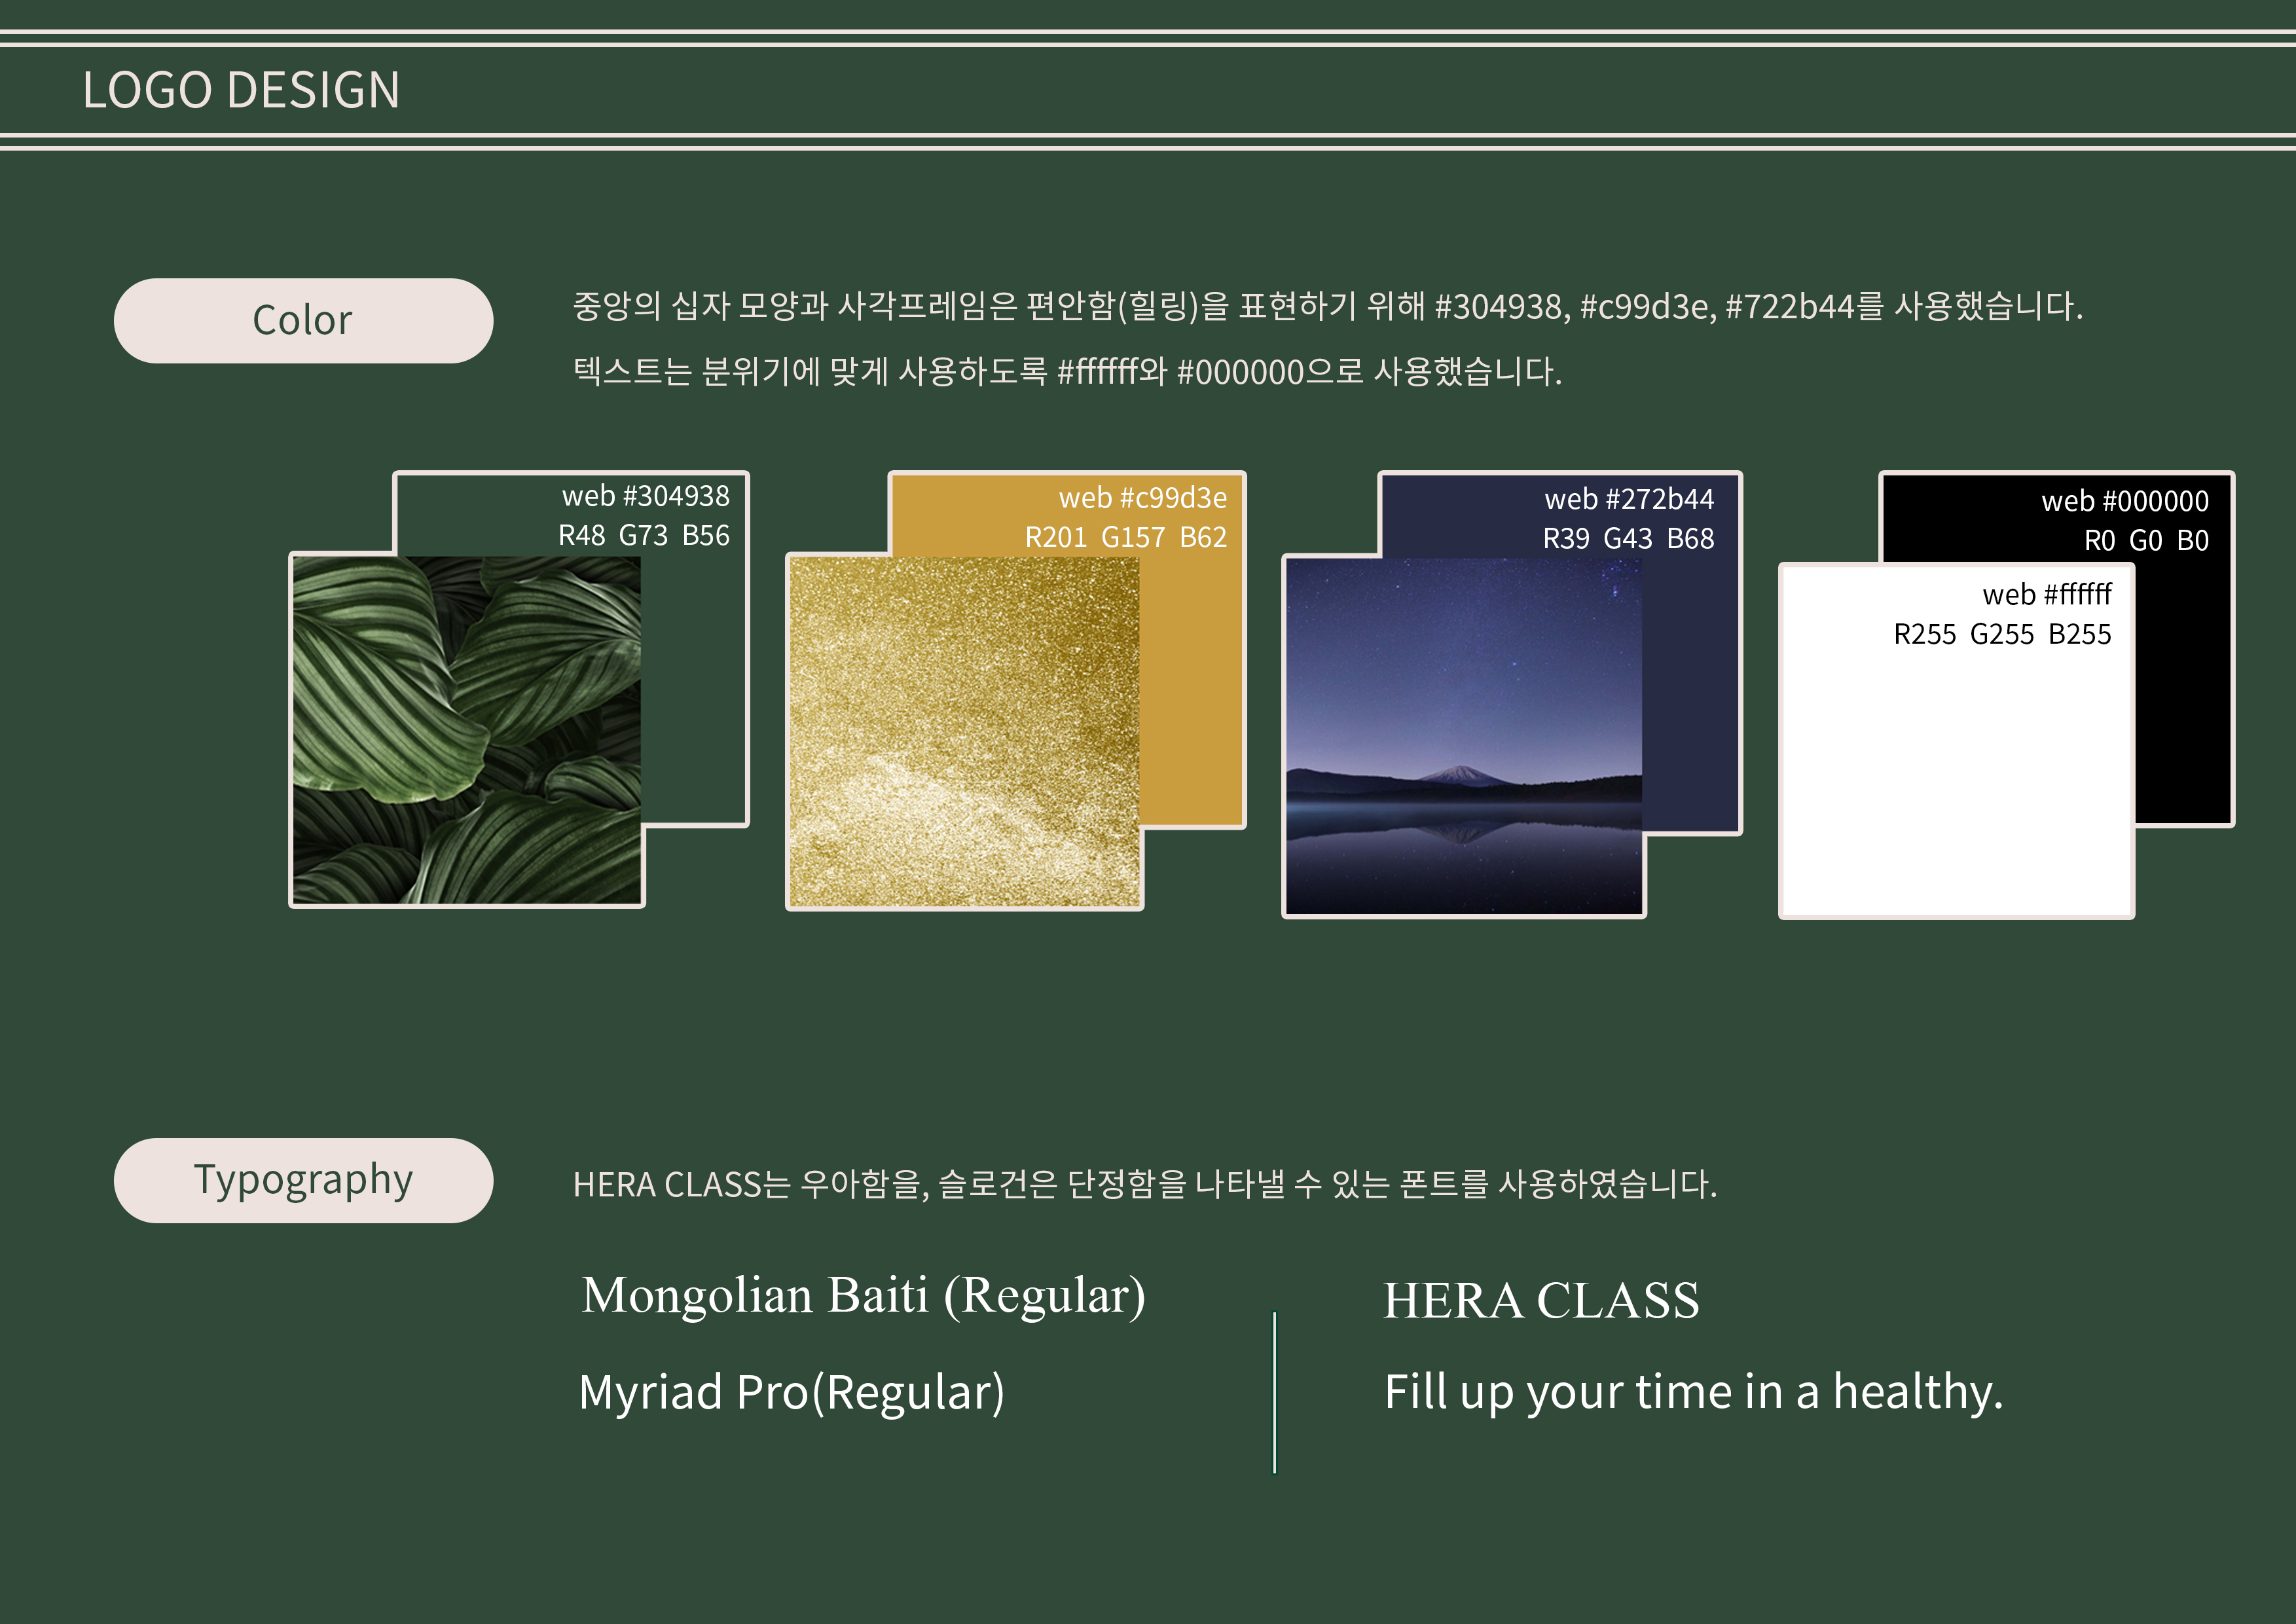 LOGO DESIGN
Color
중앙의 십자 모양과 사각프레임은 편안함(힐링)을 표현하기 위해 #304938, #c99d3e, #722b44를 사용했습니다.
텍스트는 분위기에 맞게 사용하도록 #ffffff와 #000000으로 사용했습니다.
web #304938
R48 G73 B56
web #c99d3e
R201 G157 B62
web #272b44
R39 G43 B68
web #000000
R0 G0 B0
web #ffffff
R255 G255 B255
Typography
HERA CLASS는 우아함을, 슬로건은 단정함을 나타낼 수 있는 폰트를 사용하였습니다.
Mongolian Baiti (Regular)
HERA CLASS
Myriad Pro(Regular)
Fill up your time in a healthy.